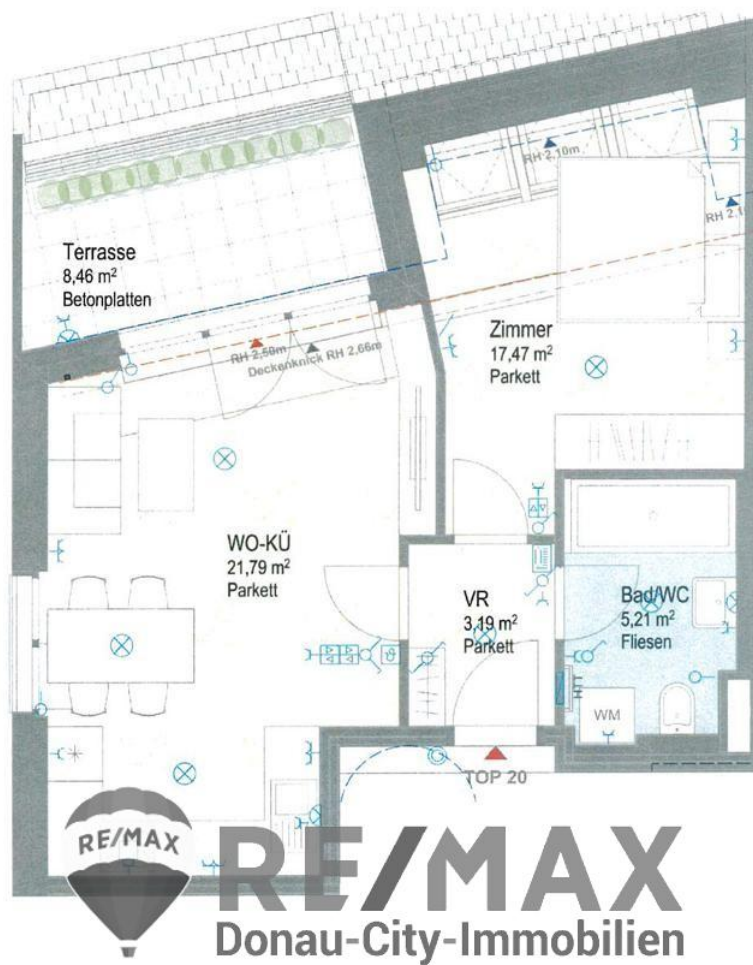 RH 2,10m
RH 2.1
Terrasse
8,46 m²
Betonplatten
Zimmer
17,47 m²
Parkett
RH 2,50m
Deckenknick RH 2,66m
WO-KÜ
21,79 m²
Parkett
VR
3,19 m²
Parkett
Bad/WC
5,21 m²
Fliesen
HTT
WM
TOP 20
RE/MAX
RE/MAX
Donau-City-Immobilien